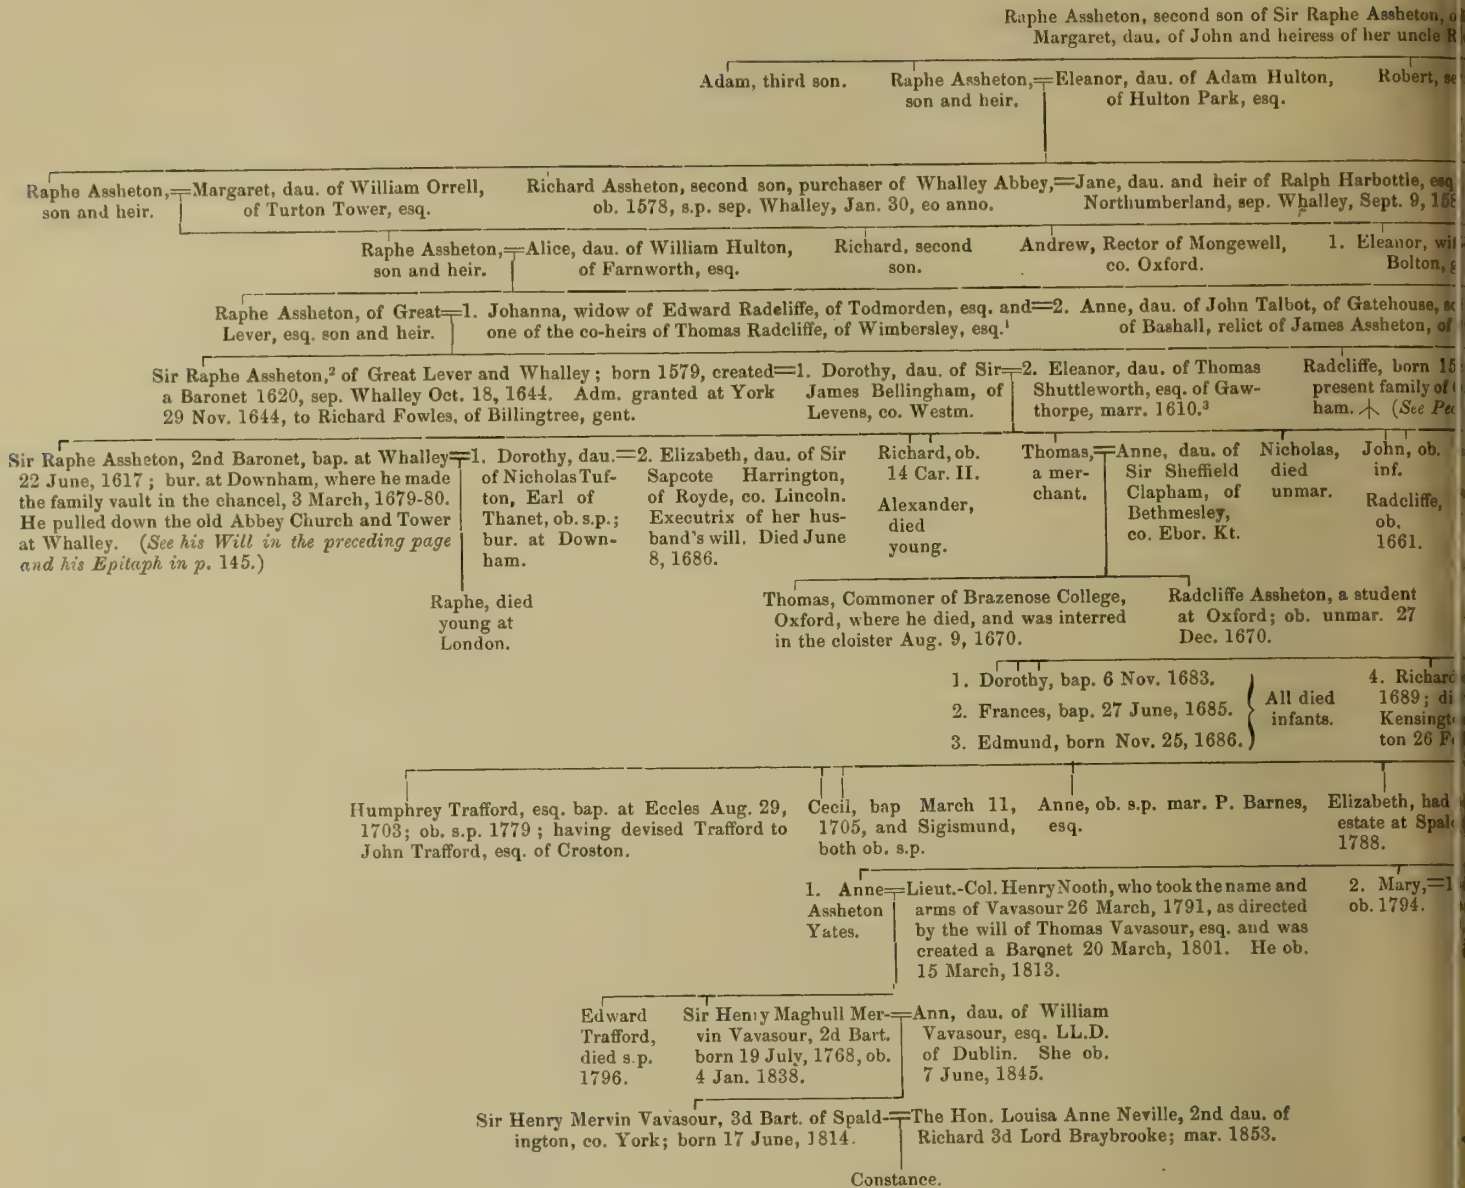 Raphe Assheton, second son of Sir Raphe Assheton,
Margaret, dau. of John and heiress of her uncle
Adam, third son.
Raphe Assheton,
son and heir.
Eleanor, dau. of Adam Hulton,
of Hulton Park, esq.
Robert,
Raphe Assheton,
son and heir.
Margaret, dau. of William Orrell,
of Turton Tower, esq.
Richard Assheton, second son, purchaser of Whalley Abbey,
ob. 1578, s.p. sep. Whalley, Jan. 30, eo anno.
Jane, dau. and heir of Ralph Harbottle, esq
Northumberland, sep. Whalley, Sept. 9,
Raphe Assheton,
son and heir.
Alice, dau. of William Hulton,
of Farnworth, esq.
Richard, second
son.
Andrew, Rector of Mongewell,
co. Oxford.
1. Eleanor,
Bolton,
Raphe Assheton, of Great
Lever, esq. son and heir.
1. Johanna, widow of Edward Radcliffe, of Todmorden, esq. and
one of the co-heirs of Thomas Radcliffe, of Wimbersley, esq.¹
2. Anne, dau. of John Talbot, of Gatehouse,
of Bashall, relict of James Assheton, of
Sir Raphe Assheton,² of Great Lever and Whalley; born 1579, created
a Baronet 1620, sep. Whalley Oct. 18, 1644. Adm. granted at York
29 Nov. 1644, to Richard Fowles, of Billingtree, gent.
1. Dorothy, dau. of Sir
James Bellingham, of
Levens, co. Westm.
2. Eleanor, dau. of Thomas
Shuttleworth, esq. of Gaw-
thorpe, marr. 1610.³
Radcliffe, born 15
present family of
ham. (See
Sir Raphe Assheton, 2nd Baronet, bap. at Whalley
22 June, 1617; bur. at Downham, where he made
the family vault in the chancel, 3 March, 1679-80.
He pulled down the old Abbey Church and Tower
at Whalley. (See his Will in the preceding page
and his Epitaph in p. 145.)
1. Dorothy, dau.
of Nicholas Tuf-
ton, Earl of
Thanet, ob. s.p.;
bur. at Down-
ham.
2. Elizabeth, dau. of Sir
Sapcote Harrington,
of Royde, co. Lincoln.
Executrix of her hus-
band's will. Died June
8, 1686.
Richard, ob.
14 Car. II.
Alexander,
died
young.
Thomas,
a mer-
chant.
Anne, dau. of
Sir Sheffield
Clapham, of
Bethmesley,
co. Ebor. Kt.
Nicholas,
died
unmar.
John, ob.
inf.
Radcliffe,
ob.
1661.
Raphe, died
young at
London.
Thomas, Commoner of Brazenose College,
Oxford, where he died, and was interred
in the cloister Aug. 9, 1670.
Radcliffe Assheton, a student
at Oxford; ob. unmar. 27
Dec. 1670.
1. Dorothy, bap. 6 Nov. 1683.
2. Frances, bap. 27 June, 1685.
3. Edmund, born Nov. 25, 1686.
All died
infants.
4. Richard
1689;
ton 26
Humphrey Trafford, esq. bap. at Eccles Aug. 29,
1703; ob. s.p. 1779; having devised Trafford to
John Trafford, esq. of Croston.
Cecil, bap March 11,
1705, and Sigismund,
both ob. s.p.
Anne, ob. s.p. mar. P. Barnes,
esq.
Elizabeth, had
estate at
1788.
1. Anne
Assheton
Yates.
Lieut.-Col. Henry Nooth, who took the name and
arms of Vavasour 26 March, 1791, as directed
by the will of Thomas Vavasour, esq. and was
created a Baronet 20 March, 1801. He ob.
15 March, 1813.
2. Mary,
ob. 1794.
Edward
Trafford,
died s.p.
1796.
Sir Henry Maghull Mer-
vin Vavasour, 2d Bart.
born 19 July, 1768, ob.
4 Jan. 1838.
Ann, dau. of William
Vavasour, esq. LL.D.
of Dublin. She ob.
7 June, 1845.
Sir Henry Mervin Vavasour, 3d Bart. of Spald-
ington, co. York; born 17 June, 1814.
The Hon. Louisa Anne Neville, 2nd dau. of
Richard 3d Lord Braybrooke; mar. 1853.
Constance.